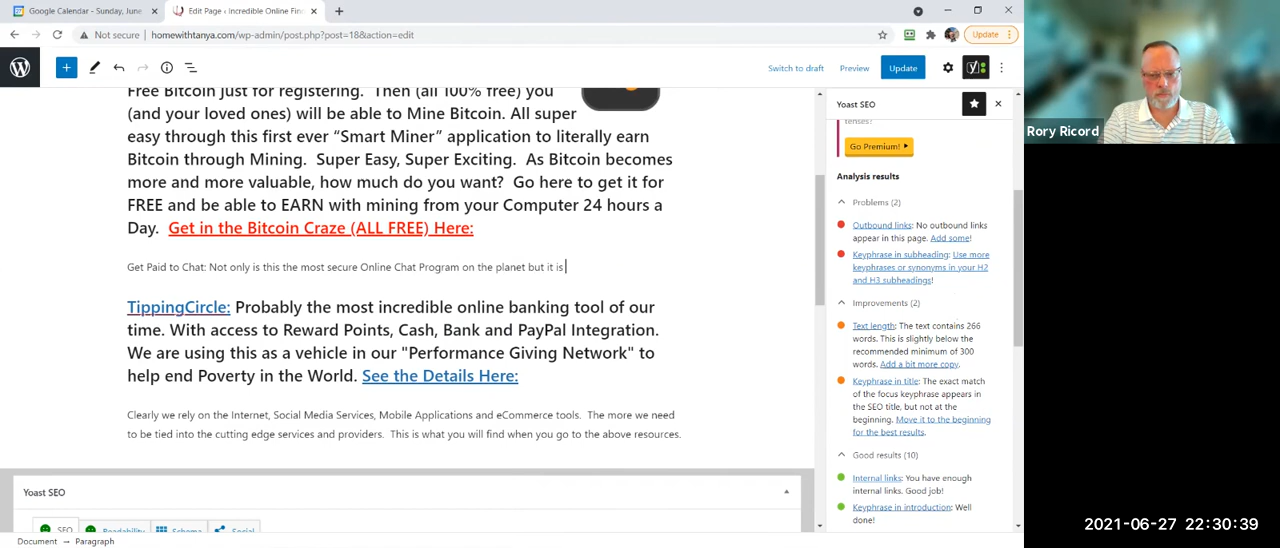 Google Calendar - Sunday, June
Edit Page ‹ Incredible Online Find
Not secure
homewithtanya.com/wp-admin/post.php?post=18&action=edit
Update
Switch to draft
Preview
Update
Free Bitcoin just for registering. Then (all 100% free) you
(and your loved ones) will be able to Mine Bitcoin. All super
easy through this first ever “Smart Miner” application to literally earn
Bitcoin through Mining. Super Easy, Super Exciting. As Bitcoin becomes
more and more valuable, how much do you want? Go here to get it for
FREE and be able to EARN with mining from your Computer 24 hours a
Day. Get in the Bitcoin Craze (ALL FREE) Here:
Get Paid to Chat: Not only is this the most secure Online Chat Program on the planet but it is
TippingCircle: Probably the most incredible online banking tool of our
time. With access to Reward Points, Cash, Bank and PayPal Integration.
We are using this as a vehicle in our "Performance Giving Network" to
help end Poverty in the World. See the Details Here:
Clearly we rely on the Internet, Social Media Services, Mobile Applications and eCommerce tools. The more we need
to be tied into the cutting edge services and providers. This is what you will find when you go to the above resources.
Yoast SEO
SEO
Readability
Schema
Social
Document → Paragraph
Yoast SEO
tenses?
Go Premium!
Analysis results
Problems (2)
Outbound links: No outbound links
appear in this page. Add some!
Keyphrase in subheading: Use more
keyphrases or synonyms in your H2
and H3 subheadings!
Improvements (2)
Text length: The text contains 266
words. This is slightly below the
recommended minimum of 300
words. Add a bit more copy.
Keyphrase in title: The exact match
of the focus keyphrase appears in
the SEO title, but not at the
beginning. Move it to the beginning
for the best results.
Good results (10)
Internal links: You have enough
internal links. Good job!
Keyphrase in introduction: Well
done!
Rory Ricord
2021-06-27 22:30:39